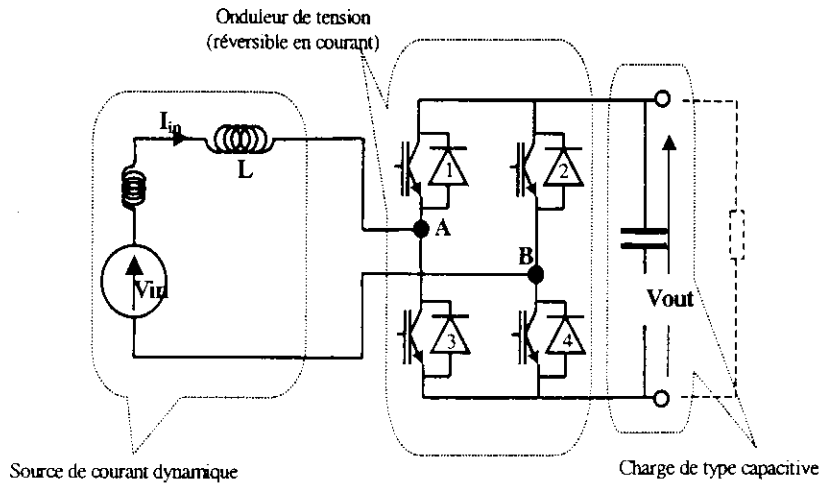 Onduleur de tension
(réversible en courant)
Iin
L
1
2
A
B
Vin
Vout
3
4
Source de courant dynamique
Charge de type capacitive